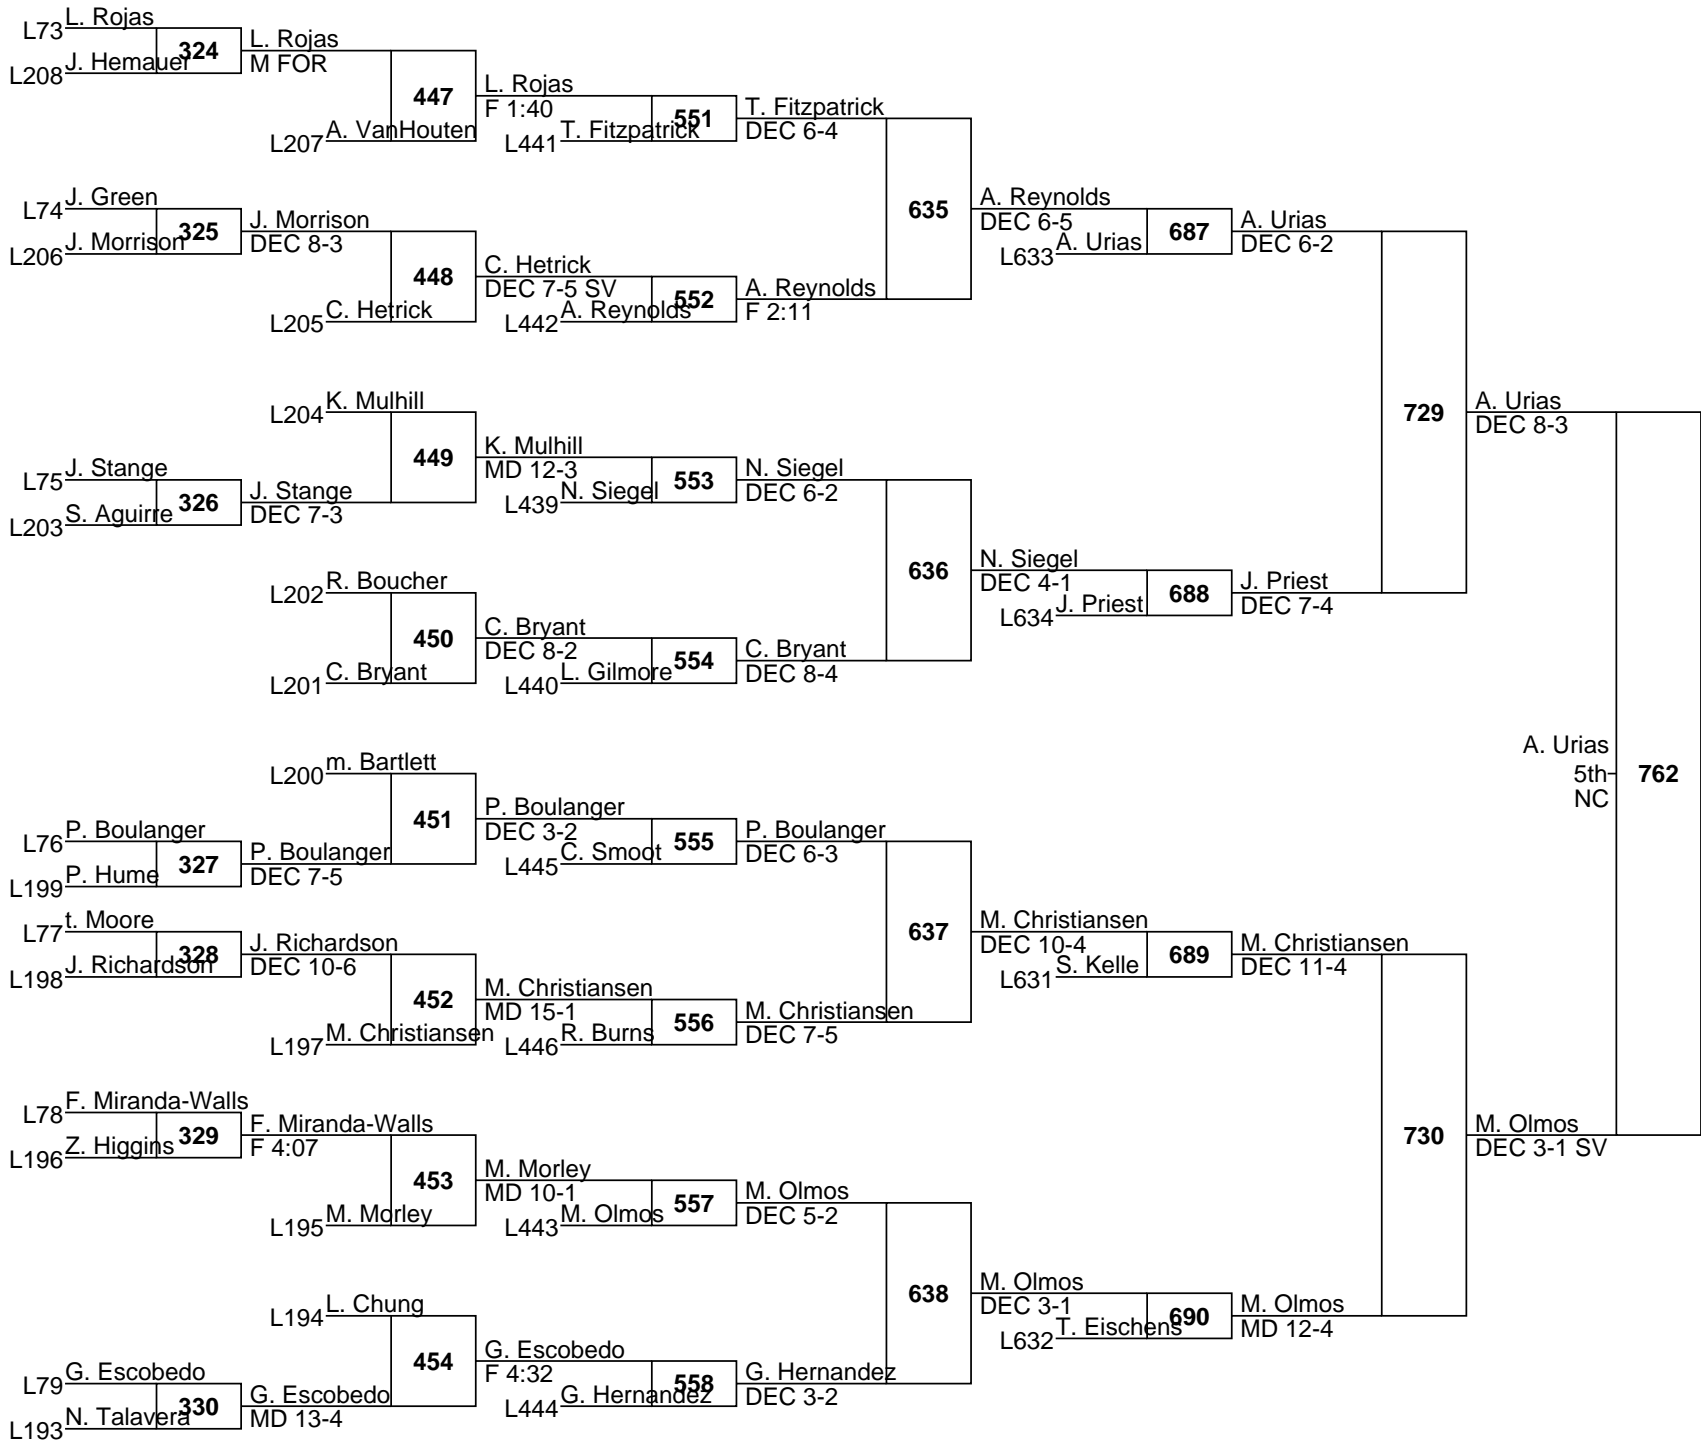 L. Rojas
L73
324
L. Rojas
J. Hemauer
L208
M FOR
447
L. Rojas
F 1:40
551
T. Fitzpatrick
A. VanHouten
L207
T. Fitzpatrick
L441
DEC 6-4
J. Green
L74
325
J. Morrison
J. Morrison
L206
DEC 8-3
635
A. Reynolds
DEC 6-5
687
A. Urias
A. Urias
L633
DEC 6-2
448
C. Hetrick
DEC 7-5 SV
552
A. Reynolds
C. Hetrick
L205
A. Reynolds
L442
F 2:11
K. Mulhill
L204
729
A. Urias
DEC 8-3
449
K. Mulhill
MD 12-3
553
N. Siegel
J. Stange
L75
326
J. Stange
N. Siegel
L439
DEC 6-2
S. Aguirre
L203
DEC 7-3
R. Boucher
L202
636
N. Siegel
DEC 4-1
688
J. Priest
J. Priest
L634
DEC 7-4
450
C. Bryant
DEC 8-2
554
C. Bryant
C. Bryant
L201
L. Gilmore
L440
DEC 8-4
m. Bartlett
L200
A. Urias
5th
NC
762
451
P. Boulanger
DEC 3-2
555
P. Boulanger
P. Boulanger
L76
327
P. Boulanger
C. Smoot
L445
DEC 6-3
P. Hume
L199
DEC 7-5
t. Moore
L77
328
J. Richardson
J. Richardson
L198
DEC 10-6
637
M. Christiansen
DEC 10-4
689
M. Christiansen
S. Kelle
L631
DEC 11-4
452
M. Christiansen
MD 15-1
556
M. Christiansen
M. Christiansen
L197
R. Burns
L446
DEC 7-5
F. Miranda-Walls
L78
329
F. Miranda-Walls
Z. Higgins
L196
F 4:07
730
M. Olmos
DEC 3-1 SV
453
M. Morley
MD 10-1
557
M. Olmos
M. Morley
L195
M. Olmos
L443
DEC 5-2
L. Chung
L194
638
M. Olmos
DEC 3-1
690
M. Olmos
T. Eischens
L632
MD 12-4
454
G. Escobedo
F 4:32
558
G. Hernandez
G. Escobedo
L79
330
G. Escobedo
G. Hernandez
L444
DEC 3-2
N. Talavera
L193
MD 13-4